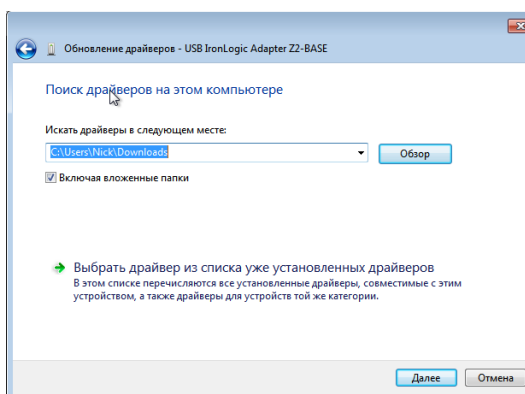 Обновление драйверов - USB IronLogic Adapter Z2-BASE
Поиск драйверов на этом компьютере
Искать драйверы в следующем месте:
C:\Users\Nick\Downloads
Обзор
Включая вложенные папки
Выбрать драйвер из списка уже установленных драйверов
В этом списке перечисляются все установленные драйверы, совместимые с этим
устройством, а также драйверы для устройств той же категории.
Далее
Отмена